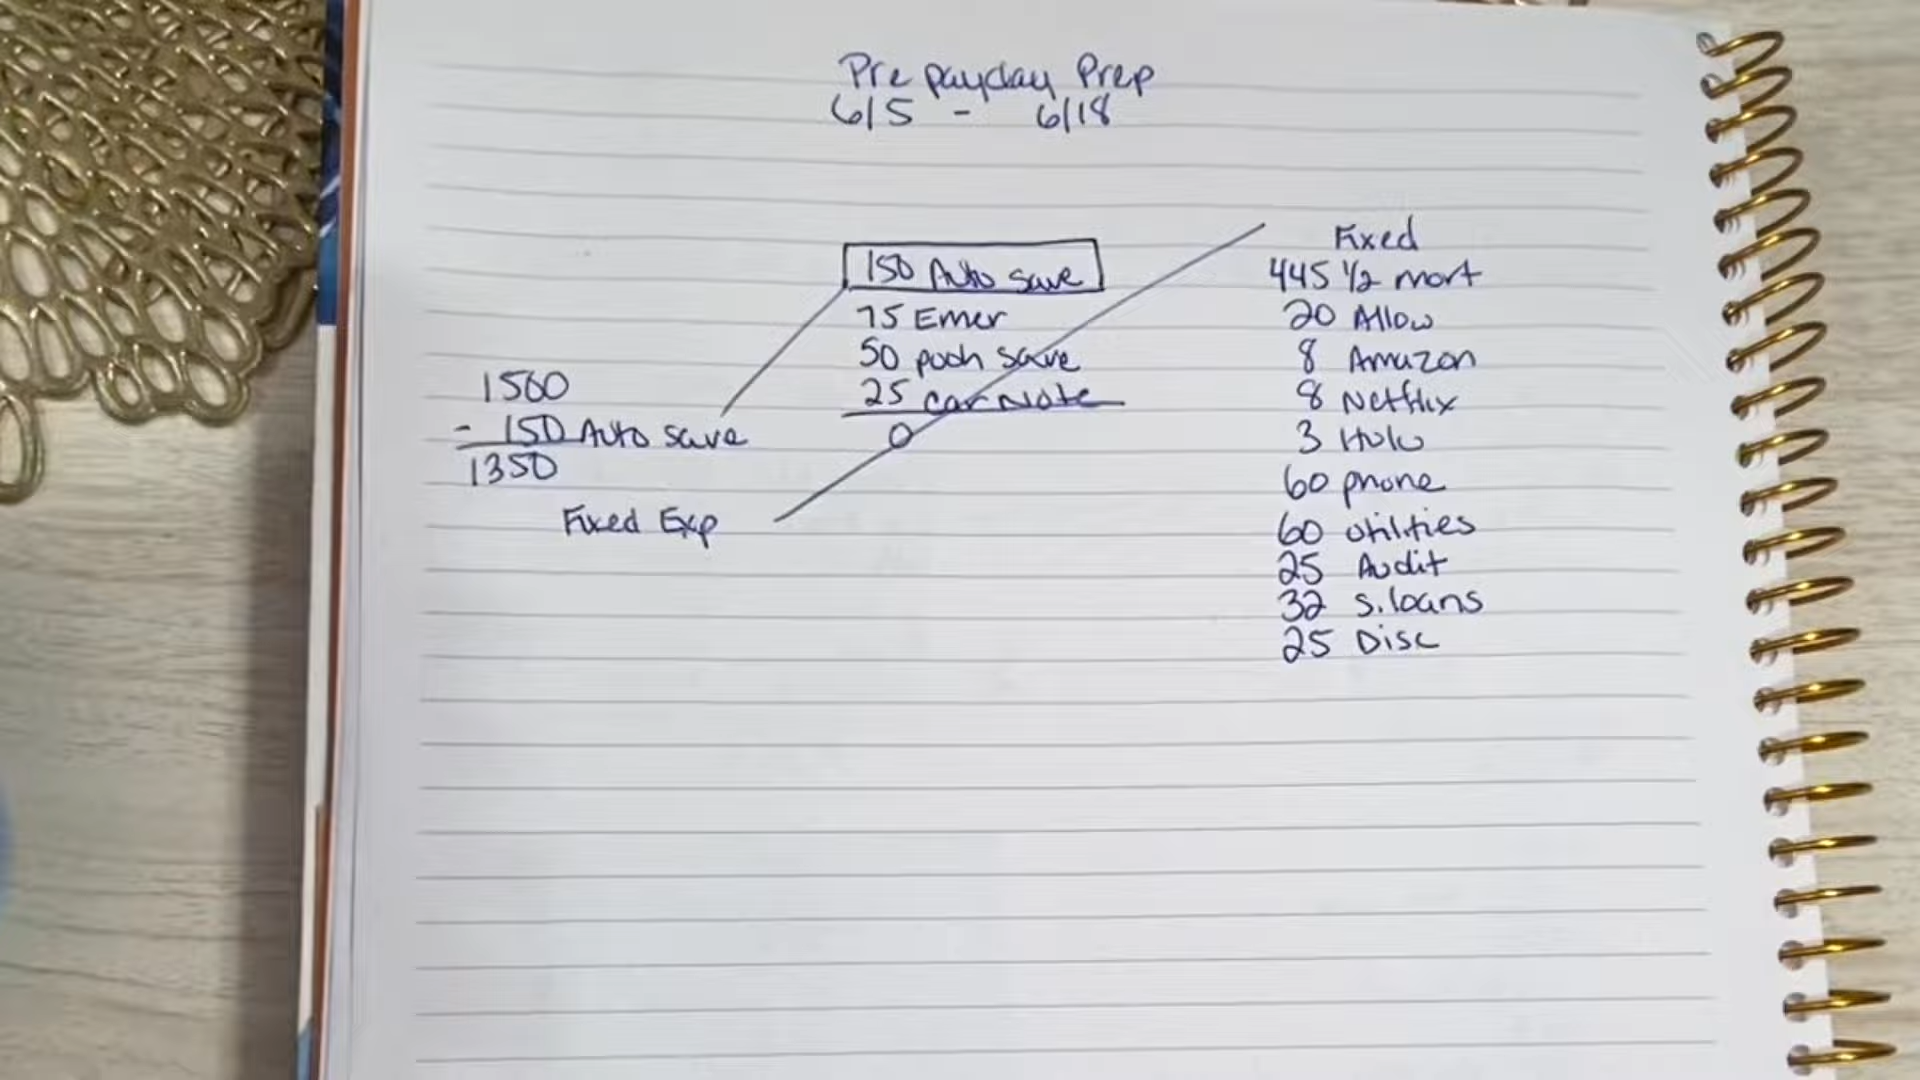 Pre payday Prep
6/5 - 6/18
150 Auto save
75 Emer
50 pooh save
25 car Note
0
1500
- 150 Auto save
1350
Fixed Exp
Fixed
445 1/2 mort
20 Allow
8 Amazon
8 Netflix
3 Hulu
60 phone
60 utilities
25 Audit
32 s.loans
25 Disc